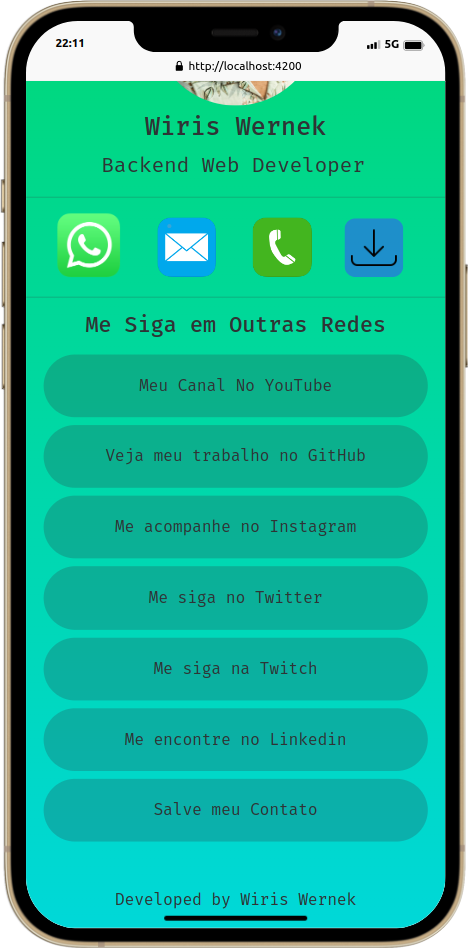 22:11
5G
http://localhost:4200
Wiris Wernek
Backend Web Developer
Me Siga em Outras Redes
Meu Canal No YouTube
Veja meu trabalho no GitHub
Me acompanhe no Instagram
Me siga no Twitter
Me siga na Twitch
Me encontre no Linkedin
Salve meu Contato
Developed by Wiris Wernek